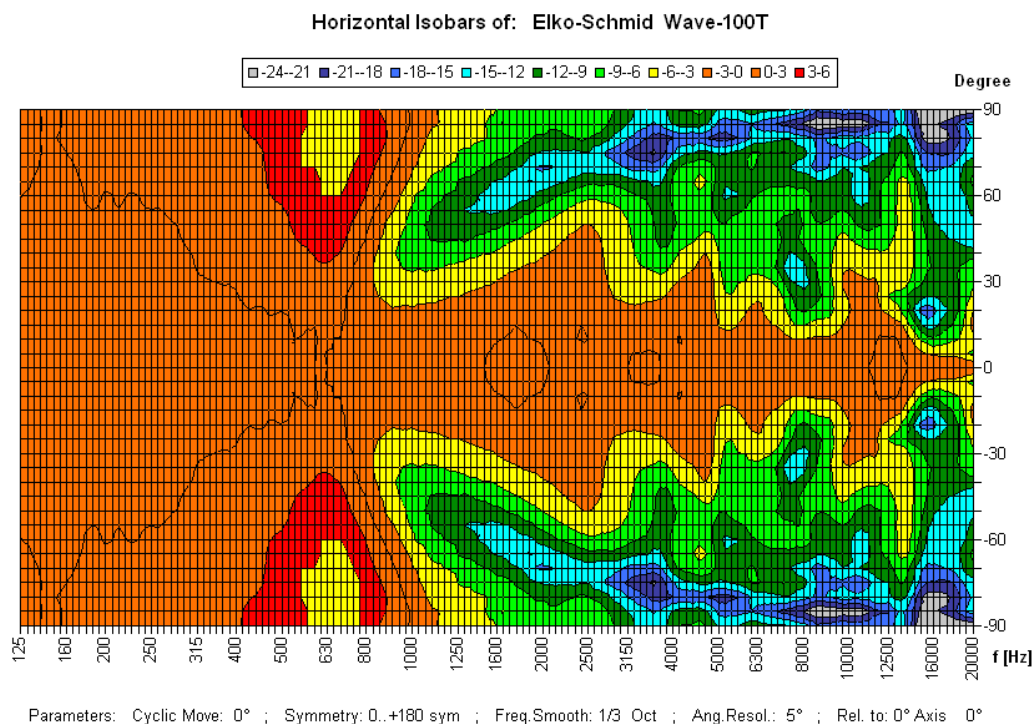 Horizontal Isobars of: Elko-Schmid Wave-100T
-24--21 -21--18 -18--15 -15--12 -12--9 -9--6 -6--3 -3-0 0-3 3-6
Degree
90
60
30
0
-30
-60
-90
125 160 200 250 315 400 500 630 800 1000 1250 1600 2000 2500 3150 4000 5000 6300 8000 10000 12500 16000 20000
f [Hz]
Parameters: Cyclic Move: 0° ; Symmetry: 0..+180 sym ; Freq.Smooth: 1/3 Oct ; Ang.Resol.: 5° ; Rel. to: 0° Axis 0°